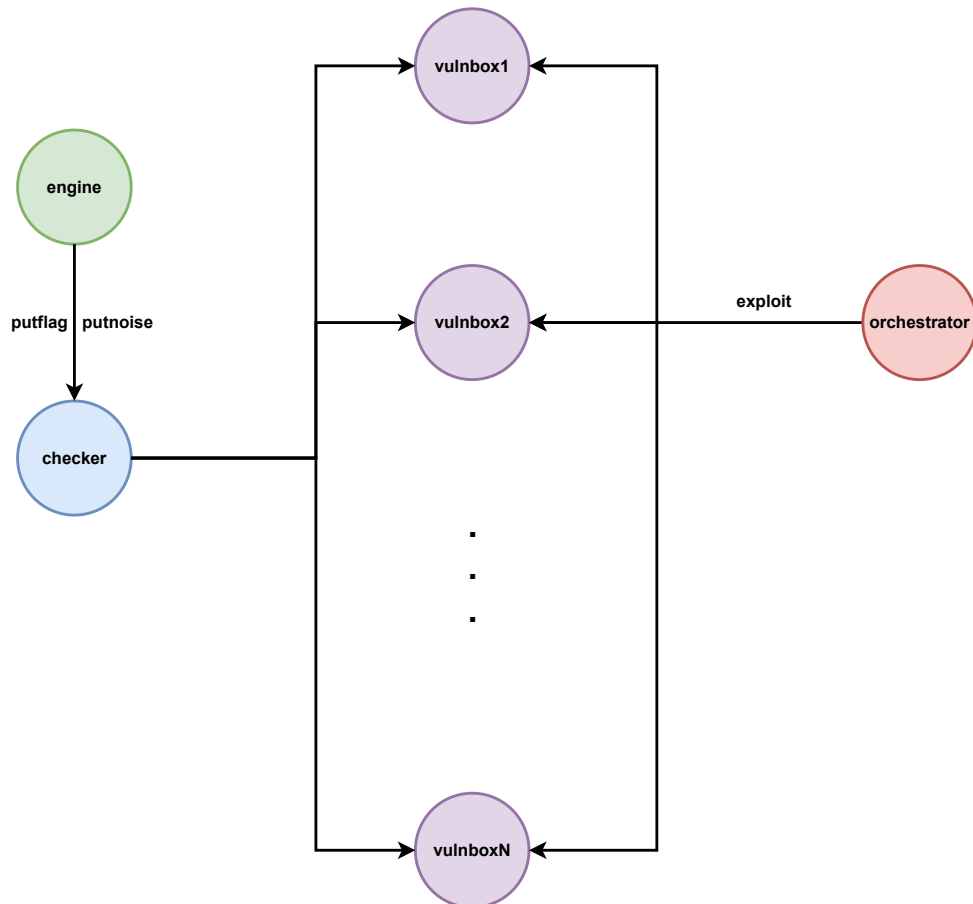 vulnbox1
engine
vulnbox2
exploit
orchestrator
putflag putnoise
checker
.
.
.
vulnboxN